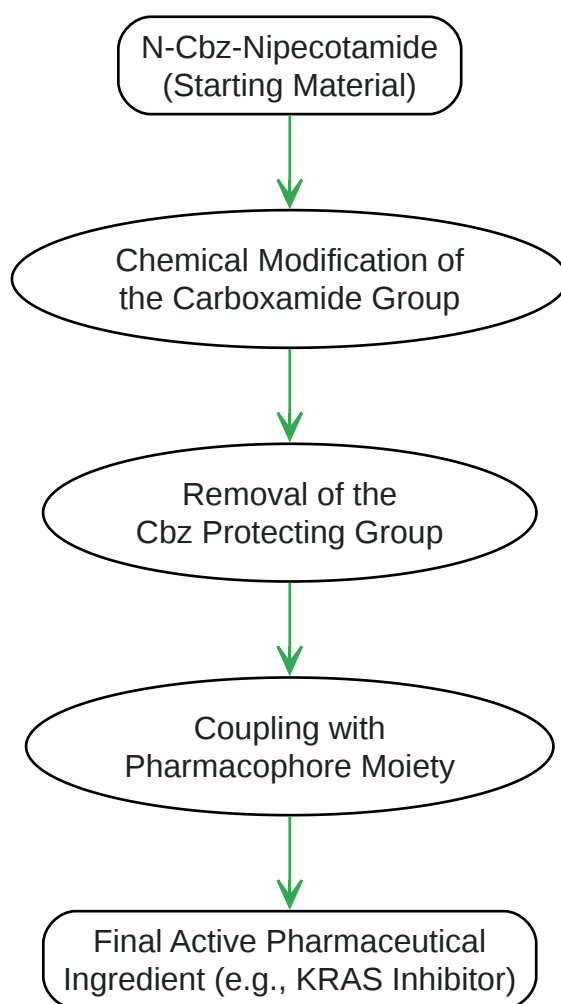 N-Cbz-Nipecotamide
(Starting Material)
Chemical Modification of
the Carboxamide Group
Removal of the
Cbz Protecting Group
Coupling with
Pharmacophore Moiety
Final Active Pharmaceutical
Ingredient (e.g., KRAS Inhibitor)